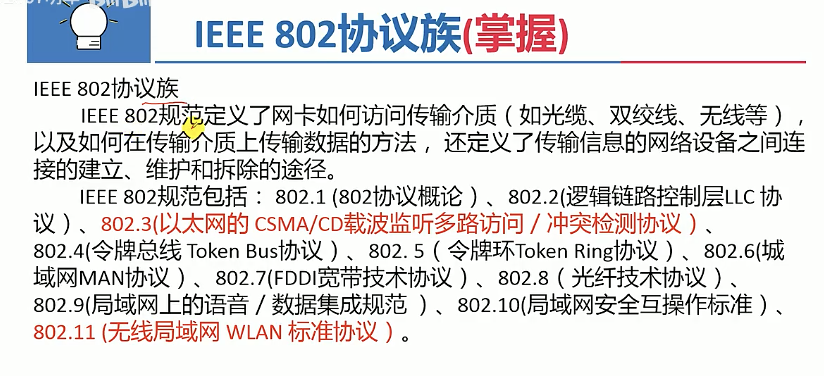 IEEE 802协议族(掌握)
IEEE 802协议族
IEEE 802规范定义了网卡如何访问传输介质（如光缆、双绞线、无线等），
以及如何在传输介质上传输数据的方法，还定义了传输信息的网络设备之间连
接的建立、维护和拆除的途径。
IEEE 802规范包括：802.1 (802协议概论）、802.2(逻辑链路控制层LLC 协
议）、802.3(以太网的 CSMA/CD载波监听多路访问／冲突检测协议）、
802.4(令牌总线 Token Bus协议）、802. 5（令牌环Token Ring协议）、802.6(城
域网MAN协议）、802.7(FDDI宽带技术协议）、802.8（光纤技术协议）、
802.9(局域网上的语音／数据集成规范 ）、802.10(局域网安全互操作标准）、
802.11 (无线局域网 WLAN 标准协议）。